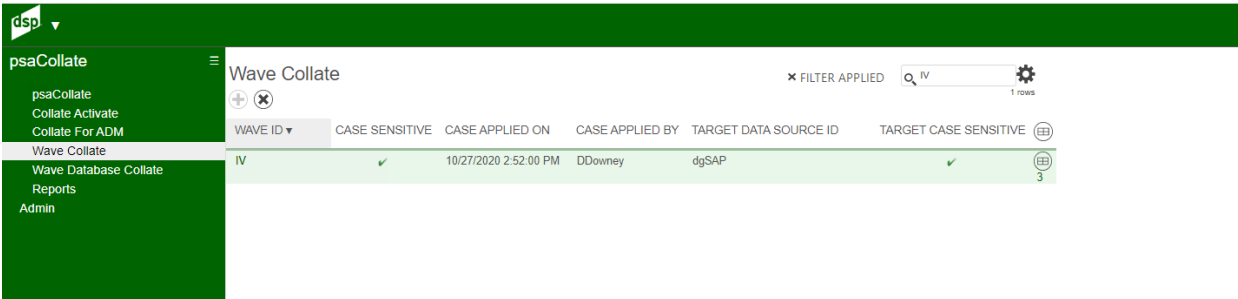 dsp
psaCollate
psaCollate
Collate Activate
Collate For ADM
Wave Collate
Wave Database Collate
Reports
Admin
Wave Collate
FILTER APPLIED
IV
1 rows
WAVE ID CASE SENSITIVE CASE APPLIED ON CASE APPLIED BY TARGET DATA SOURCE ID TARGET CASE SENSITIVE
IV 10/27/2020 2:52:00 PM DDowney dgSAP
3